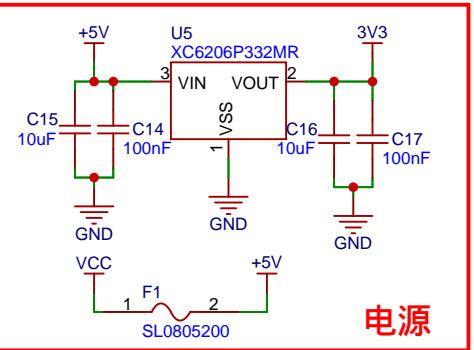 +5V
U5
XC6206P332MR
3V3
3
VIN
VOUT
2
VSS
1
C15
10uF
C14
100nF
C16
10uF
C17
100nF
GND
GND
GND
VCC
+5V
F1
1
2
SL0805200
电源